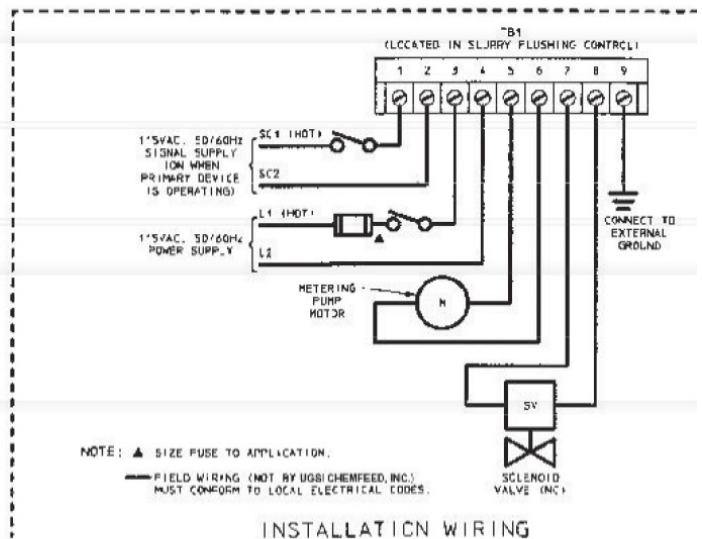 TB1
(LOCATED IN SLURRY FLUSHING CONTROL)
1 2 3 4 5 6 7 8 9
115VAC, 50/60Hz
SIGNAL SUPPLY
(ON WHEN
PRIMARY DEVICE
IS OPERATING)
SC1 (HOT)
SC2
115VAC, 50/60Hz
POWER SUPPLY
L1 (HOT)
L2
CONNECT TO
EXTERNAL
GROUND
METERING
PUMP
MOTOR
M
SV
SOLENOID
VALVE (NC)
NOTE: ▲ SIZE FUSE TO APPLICATION.
FIELD WIRING (NOT BY UGSI CHEMFEED, INC.)
MUST CONFORM TO LOCAL ELECTRICAL CODES.
INSTALLATION WIRING